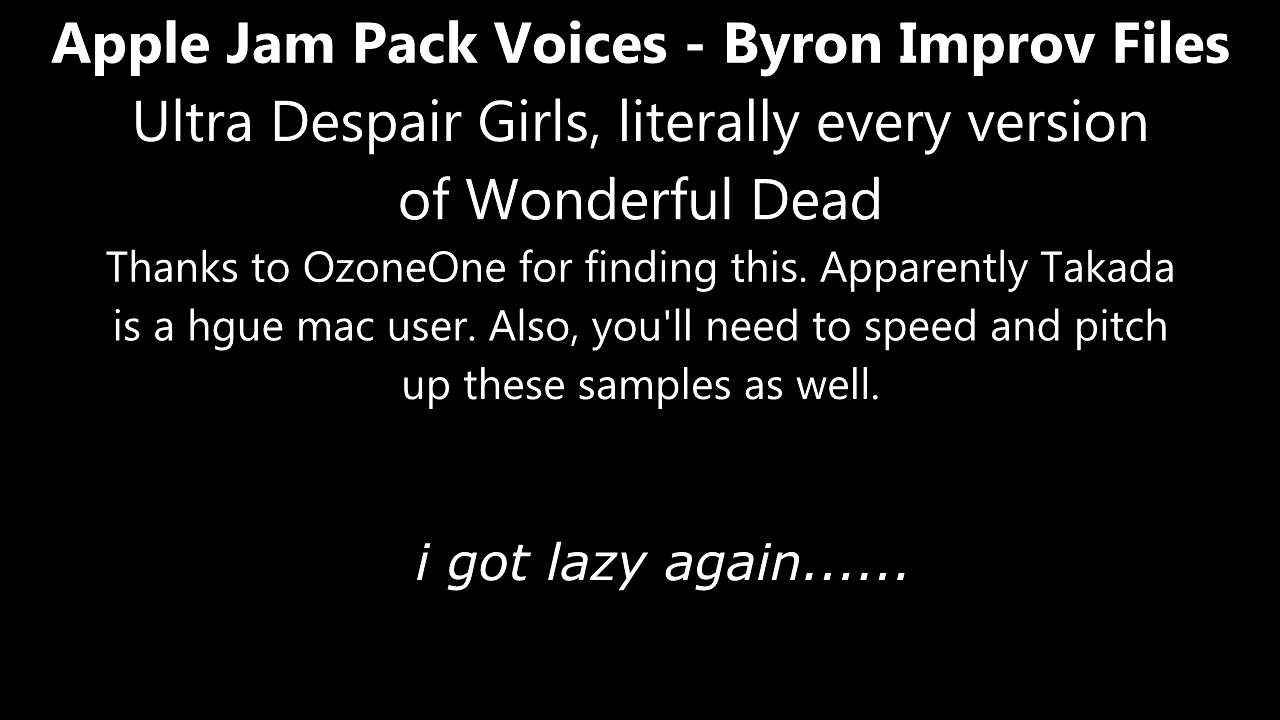 Apple Jam Pack Voices - Byron Improv Files
Ultra Despair Girls, literally every version
of Wonderful Dead
Thanks to OzoneOne for finding this. Apparently Takada
is a hgue mac user. Also, you'll need to speed and pitch
up these samples as well.
i got lazy again......